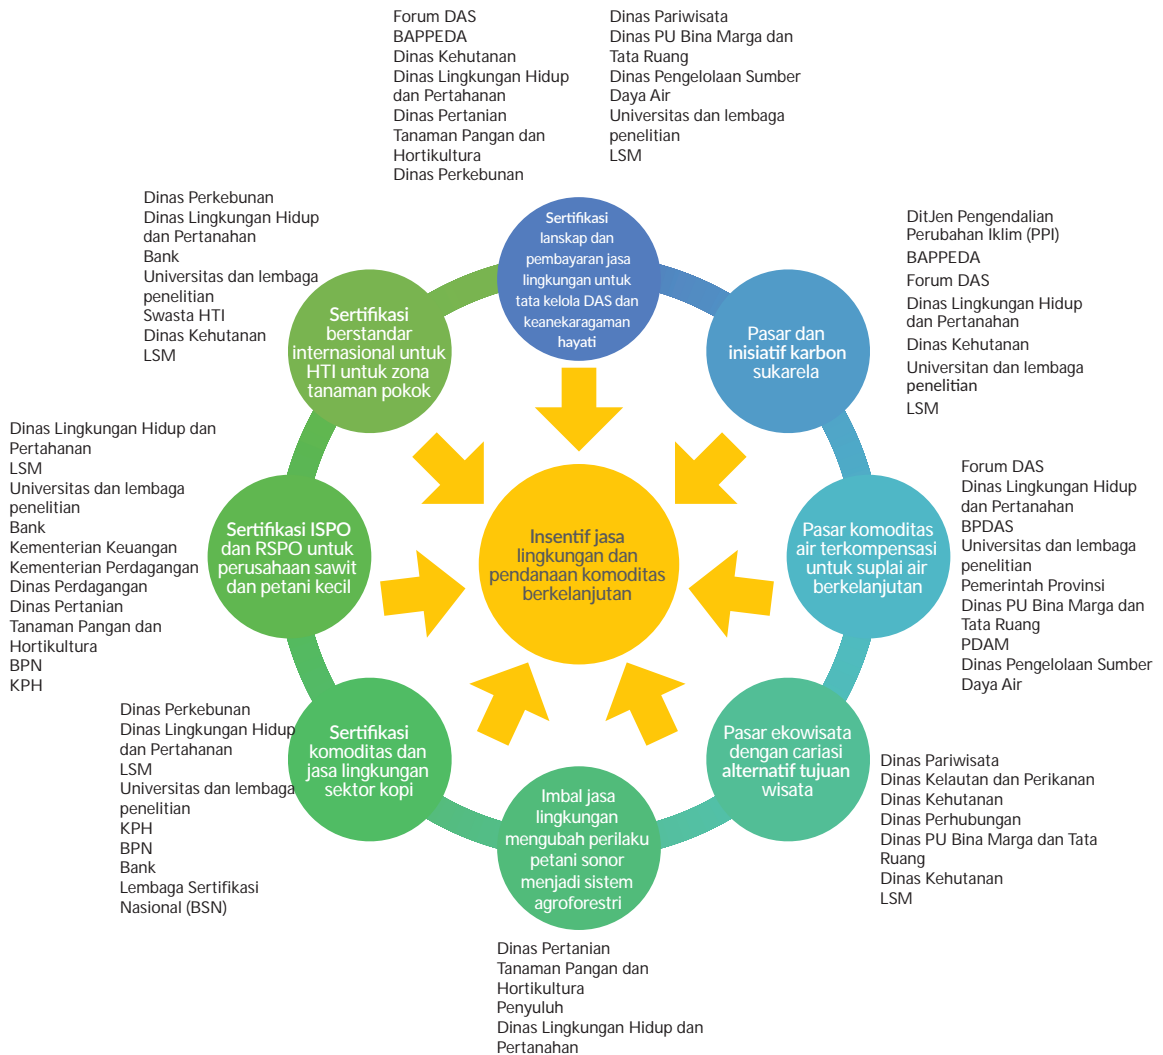 Forum DAS
BAPPEDA
Dinas Kehutanan
Dinas Lingkungan Hidup
dan Pertahanan
Dinas Pertanian
Tanaman Pangan dan
Hortikultura
Dinas Perkebunan
Dinas Pariwisata
Dinas PU Bina Marga dan
Tata Ruang
Dinas Pengelolaan Sumber
Daya Air
Universitas dan lembaga
penelitian
LSM
Sertifikasi
lanskap dan
pembayaran jasa
lingkungan untuk
tata kelola DAS dan
keanekaragaman
hayati
DitJen Pengendalian
Perubahan Iklim (PPI)
BAPPEDA
Forum DAS
Dinas Lingkungan Hidup
dan Pertanahan
Dinas Kehutanan
Universitan dan lembaga
penelitian
LSM
Pasar dan
inisiatif karbon
sukarela
Forum DAS
Dinas Lingkungan Hidup
dan Pertanahan
BPDAS
Universitas dan lembaga
penelitian
Pemerintah Provinsi
Dinas PU Bina Marga dan
Tata Ruang
PDAM
Dinas Pengelolaan Sumber
Daya Air
Pasar komoditas
air terkompensasi
untuk suplai air
berkelanjutan
Dinas Pariwisata
Dinas Kelautan dan Perikanan
Dinas Kehutanan
Dinas Perhubungan
Dinas PU Bina Marga dan Tata
Ruang
Dinas Kehutanan
LSM
Pasar ekowisata
dengan cariasi
alternatif tujuan
wisata
Imbal jasa
lingkungan
mengubah perilaku
petani sonor
menjadi sistem
agroforestri
Dinas Pertanian
Tanaman Pangan dan
Hortikultura
Penyuluh
Dinas Lingkungan Hidup dan
Pertanahan
Dinas Perkebunan
Dinas Lingkungan Hidup
dan Pertahanan
LSM
Universitas dan lembaga
penelitian
KPH
BPN
Bank
Lembaga Sertifikasi
Nasional (BSN)
Sertifikasi
komoditas dan
jasa lingkungan
sektor kopi
Dinas Lingkungan Hidup dan
Pertahanan
LSM
Universitas dan lembaga
penelitian
Bank
Kementerian Keuangan
Kementerian Perdagangan
Dinas Perdagangan
Dinas Pertanian
Tanaman Pangan dan
Hortikultura
BPN
KPH
Sertifikasi ISPO
dan RSPO untuk
perusahaan sawit
dan petani kecil
Dinas Perkebunan
Dinas Lingkungan Hidup
dan Pertanahan
Bank
Universitas dan lembaga
penelitian
Swasta HTI
Dinas Kehutanan
LSM
Sertifikasi
berstandar
internasional untuk
HTI untuk zona
tanaman pokok
Insentif jasa
lingkungan dan
pendanaan komoditas
berkelanjutan